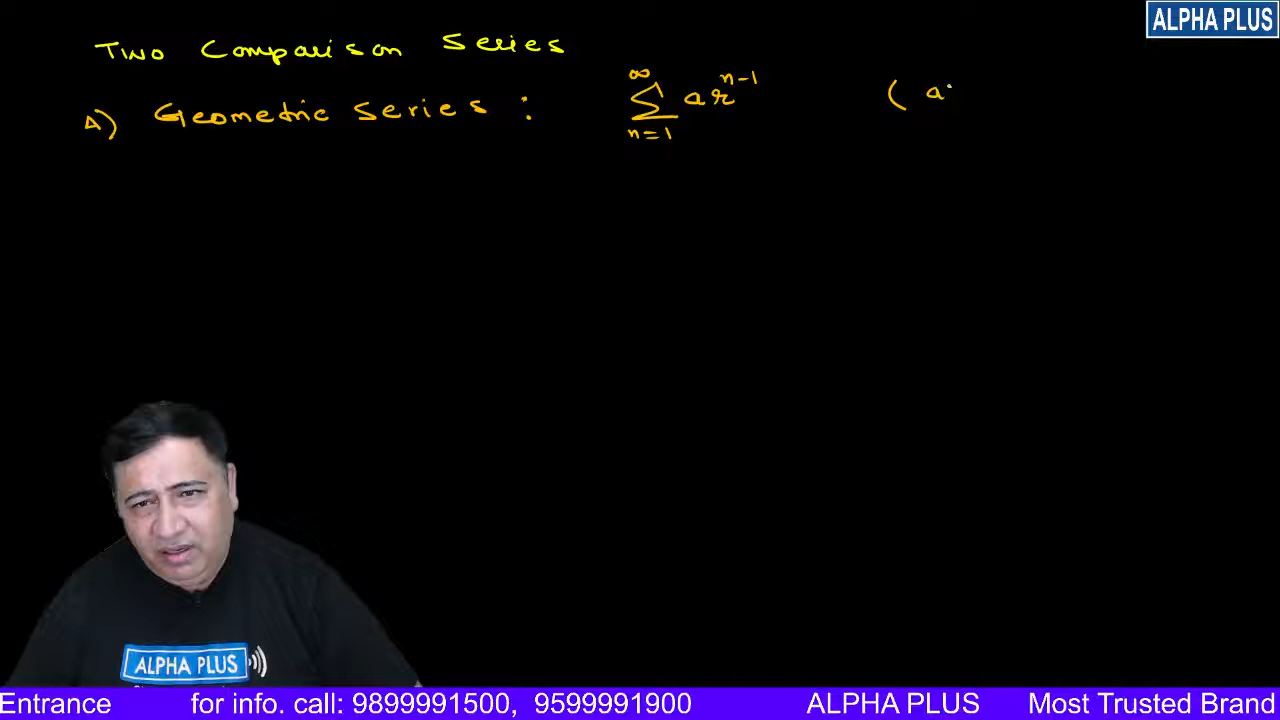 ALPHA PLUS
Two Comparison Series
A) Geometric Series : ∞ ∑ n=1 ar^{n-1} ( a
ALPHA PLUS
Entrance for info. call: 9899991500, 9599991900 ALPHA PLUS Most Trusted Brand